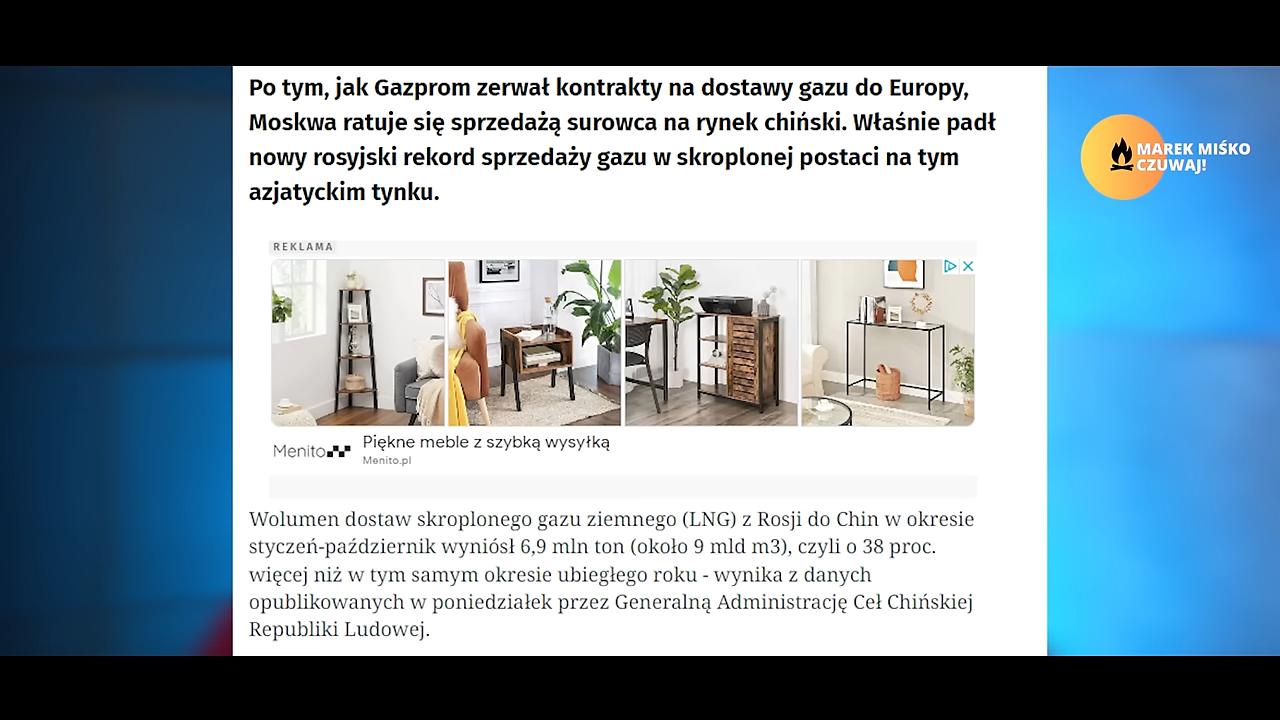 Po tym, jak Gazprom zerwał kontrakty na dostawy gazu do Europy,
Moskwa ratuje się sprzedażą surowca na rynek chiński. Właśnie padł
nowy rosyjski rekord sprzedaży gazu w skroplonej postaci na tym
azjatyckim tynku.
MAREK MIŚKO
CZUWAJ!
REKLAMA
Menito
Piękne meble z szybką wysyłką
Menito.pl
Wolumen dostaw skroplonego gazu ziemnego (LNG) z Rosji do Chin w okresie
styczeń-październik wyniósł 6,9 mln ton (około 9 mld m3), czyli o 38 proc.
więcej niż w tym samym okresie ubiegłego roku - wynika z danych
opublikowanych w poniedziałek przez Generalną Administrację Ceł Chińskiej
Republiki Ludowej.